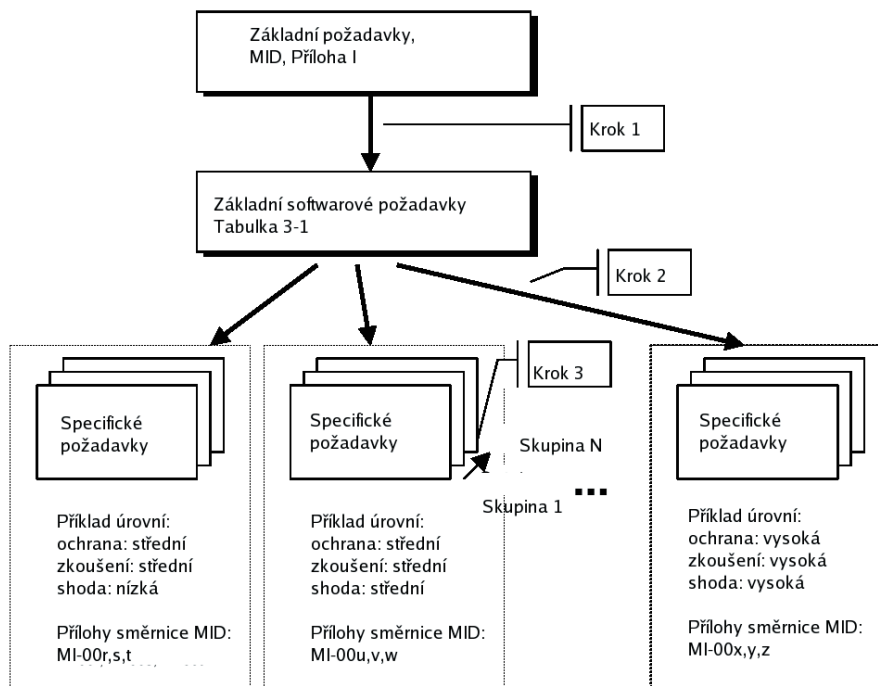 Základní požadavky,
MID, Příloha I
Krok 1
Základní softwarové požadavky
Tabulka 3-1
Krok 2
Krok 3
Specifické
požadavky
Specifické
požadavky
Specifické
požadavky
Skupina N
Skupina 1
...
Příklad úrovní:
ochrana: střední
zkoušení: střední
shoda: nízká
Přílohy směrnice MID:
MI-00r,s,t
Příklad úrovní:
ochrana: střední
zkoušení: střední
shoda: střední
Přílohy směrnice MID:
MI-00u,v,w
Příklad úrovní:
ochrana: vysoká
zkoušení: vysoká
shoda: vysoká
Přílohy směrnice MID:
MI-00x,y,z